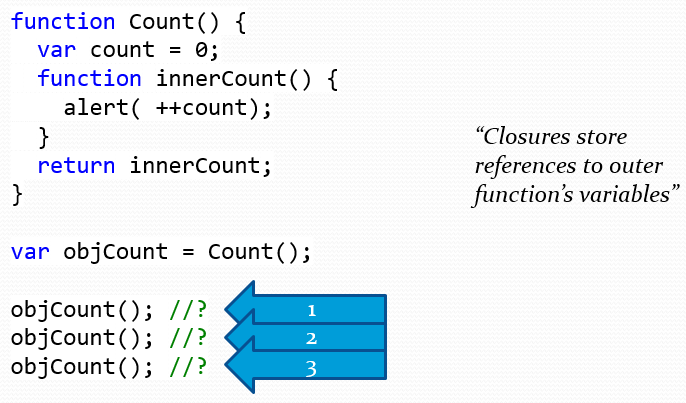 function Count() {
var count = 0;
function innerCount() {
alert( ++count);
}
return innerCount;
}
“Closures store
references to outer
function’s variables”
var objCount = Count();
objCount(); //? 1
objCount(); //? 2
objCount(); //? 3